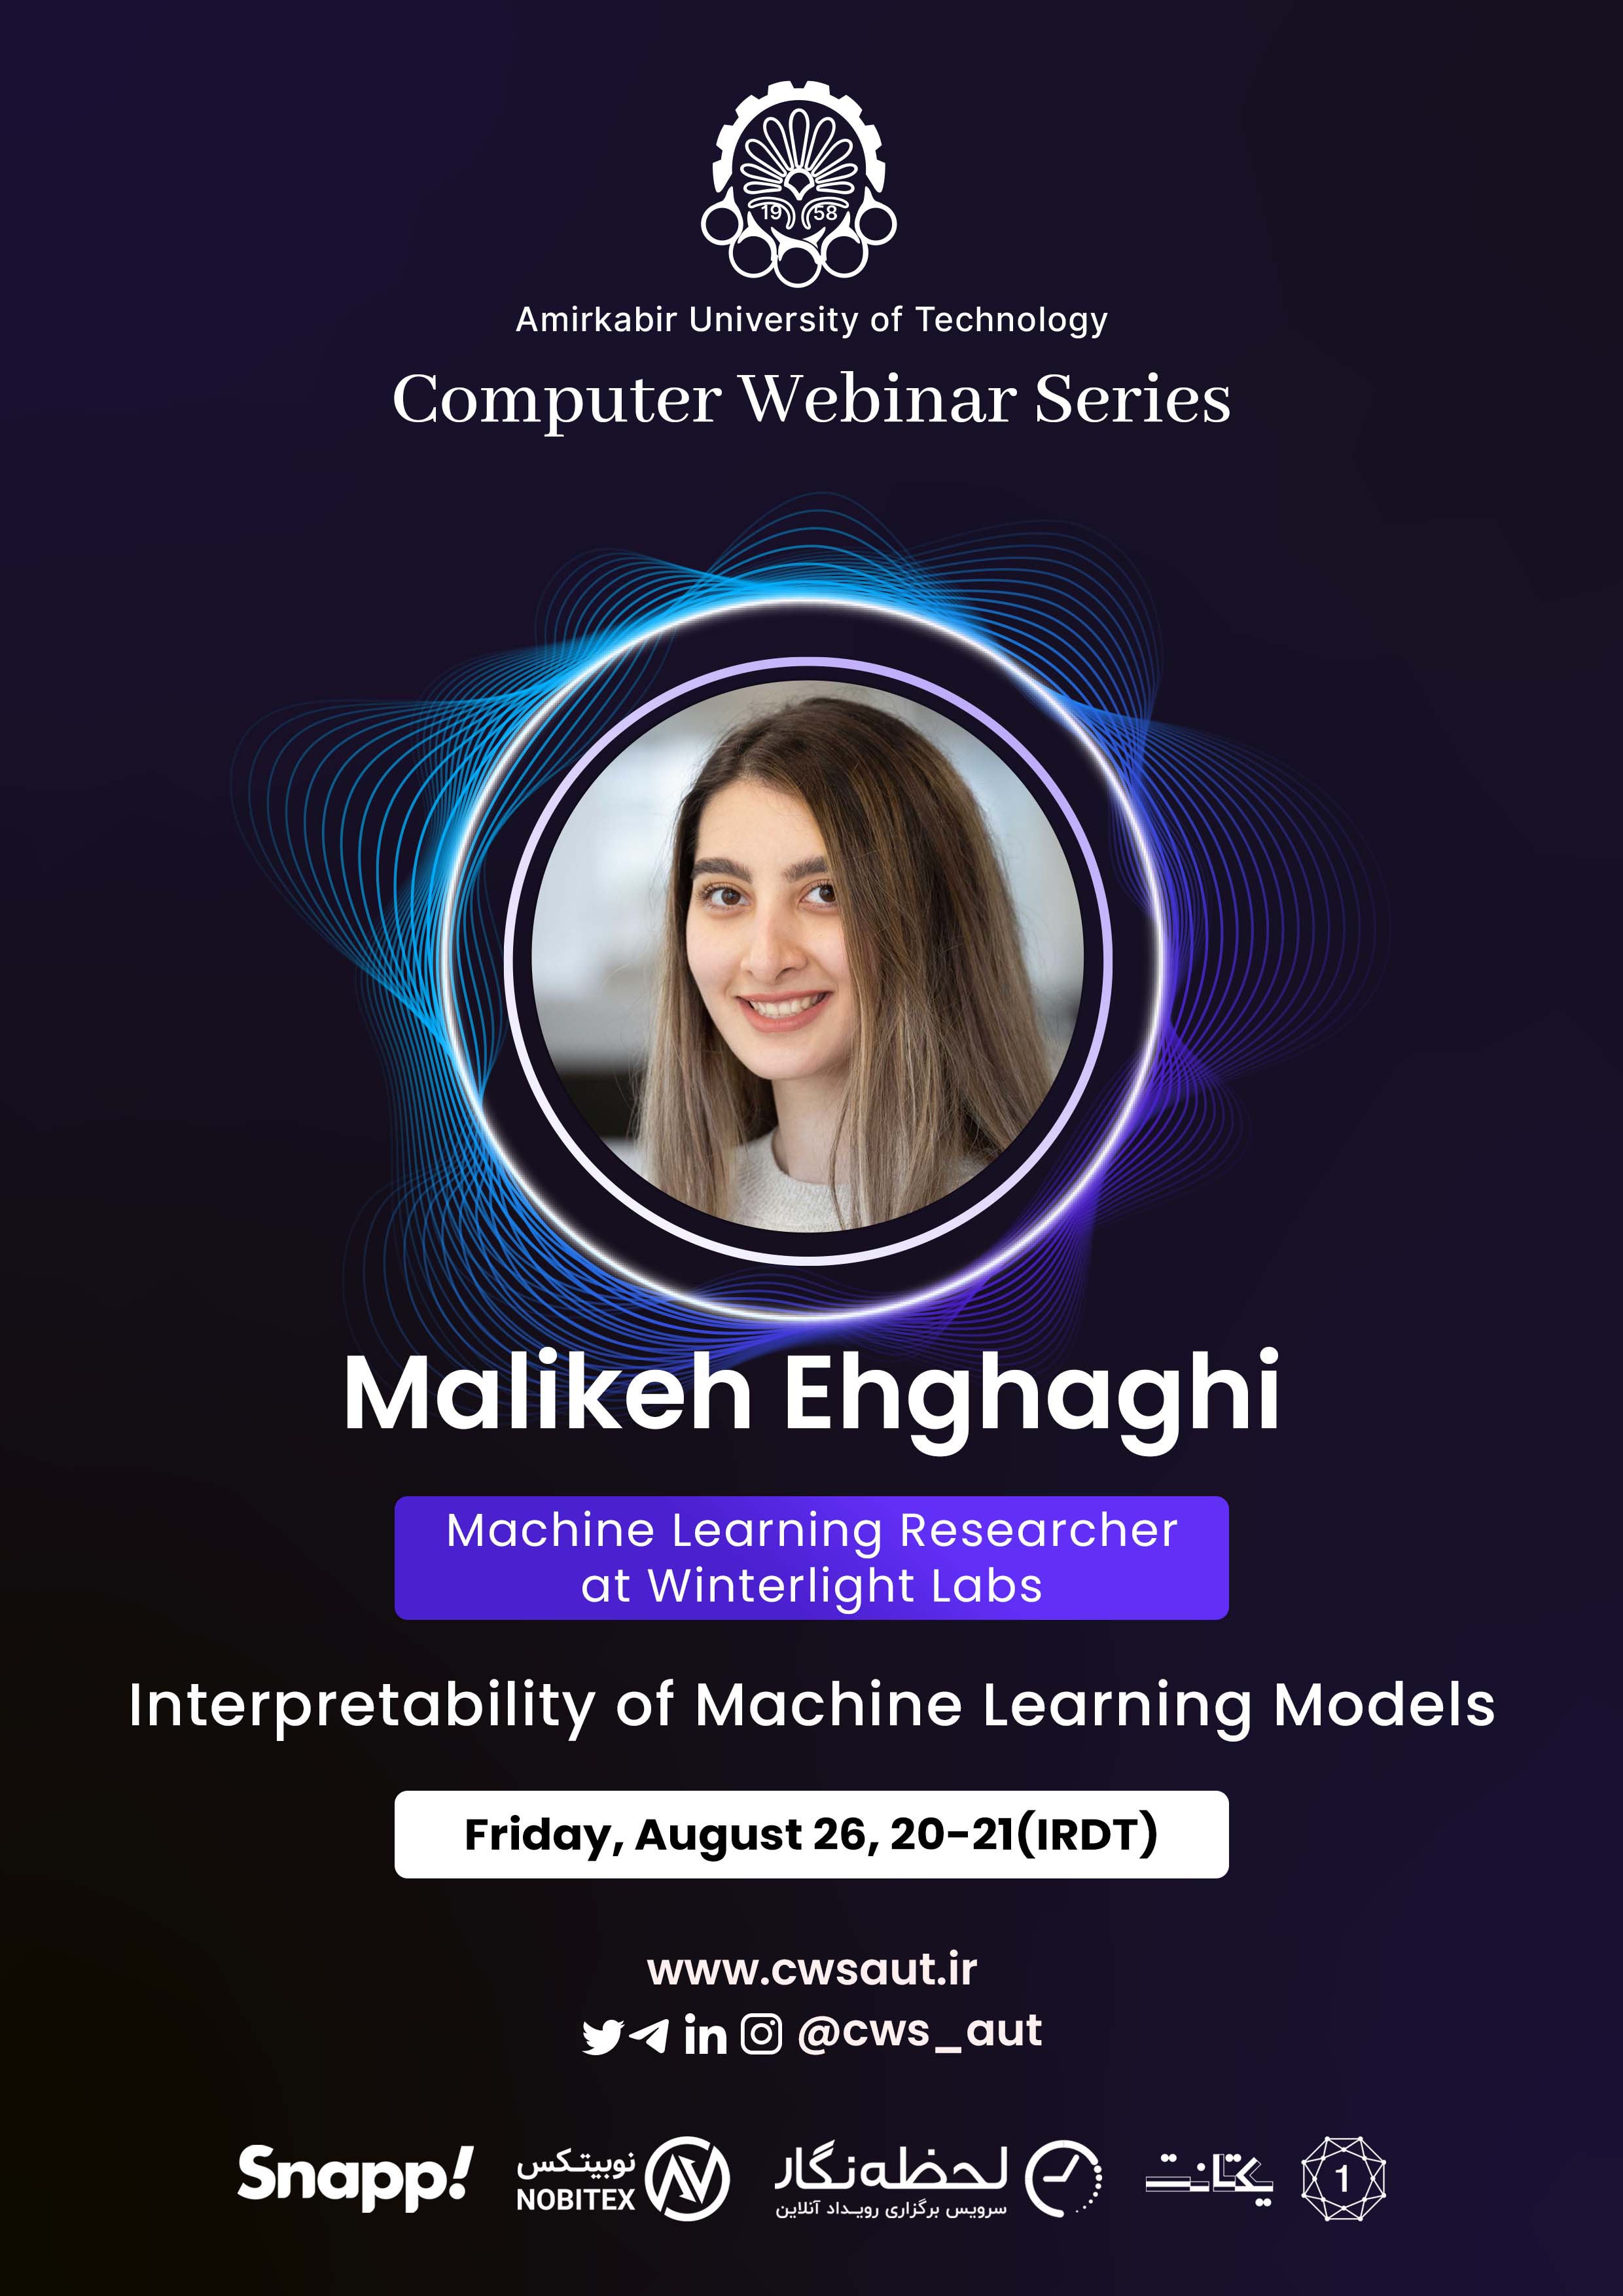 19 58
Amirkabir University of Technology
Computer Webinar Series
Malikeh Ehghaghi
Machine Learning Researcher
at Winterlight Labs
Interpretability of Machine Learning Models
Friday, August 26, 20-21(IRDT)
www.cwsaut.ir
in @cws_aut
Snapp!
نوبیتکس
NOBITEX
لحظه‌نگار
سرویس برگزاری رویداد آنلاین
یکتانت
1